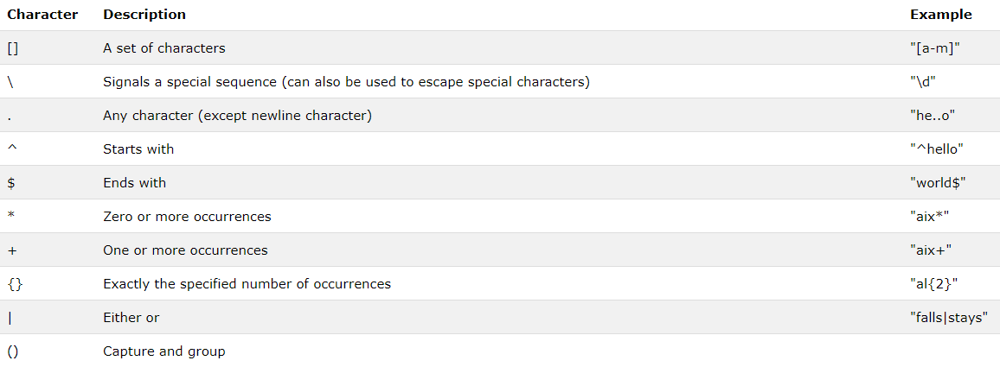 Character Description Example
[] A set of characters "[a-m]"
\ Signals a special sequence (can also be used to escape special characters) "\d"
. Any character (except newline character) "he..o"
^ Starts with "^hello"
$ Ends with "world$"
* Zero or more occurrences "aix*"
+ One or more occurrences "aix+"
{} Exactly the specified number of occurrences "al{2}"
| Either or "falls|stays"
() Capture and group